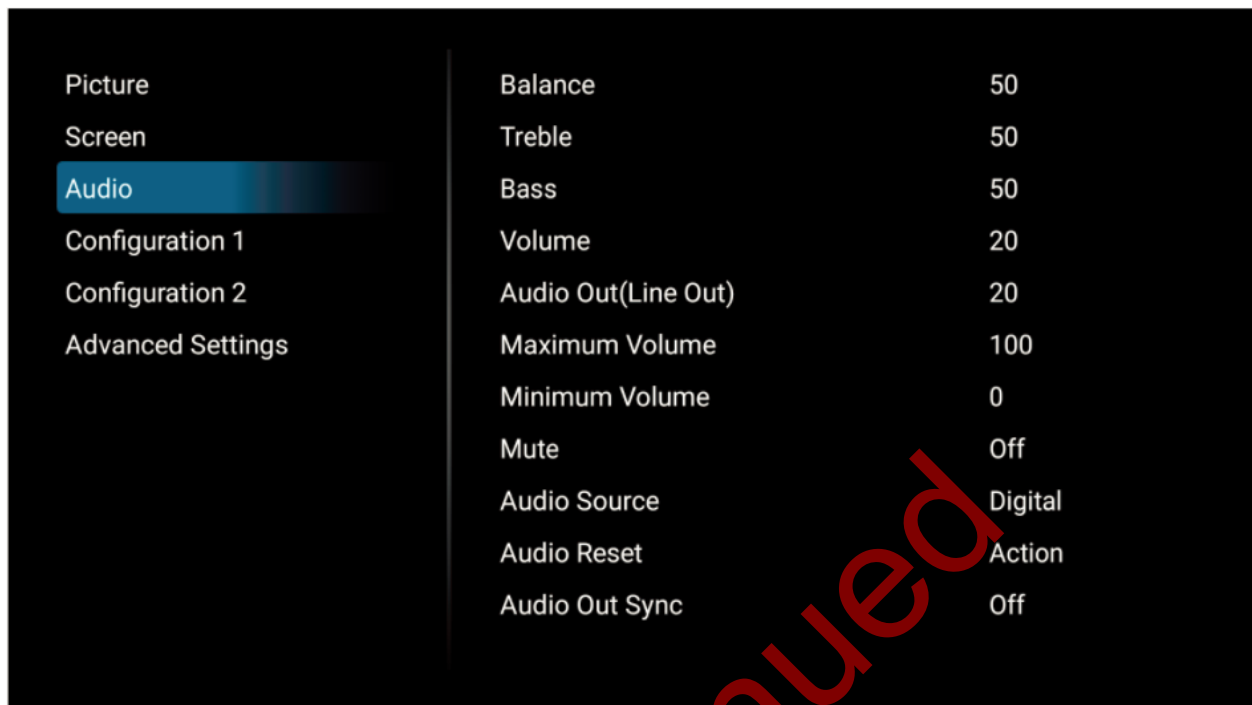 Picture
Screen
Audio
Configuration 1
Configuration 2
Advanced Settings
Balance 50
Treble 50
Bass 50
Volume 20
Audio Out(Line Out) 20
Maximum Volume 100
Minimum Volume 0
Mute Off
Audio Source Digital
Audio Reset Action
Audio Out Sync Off